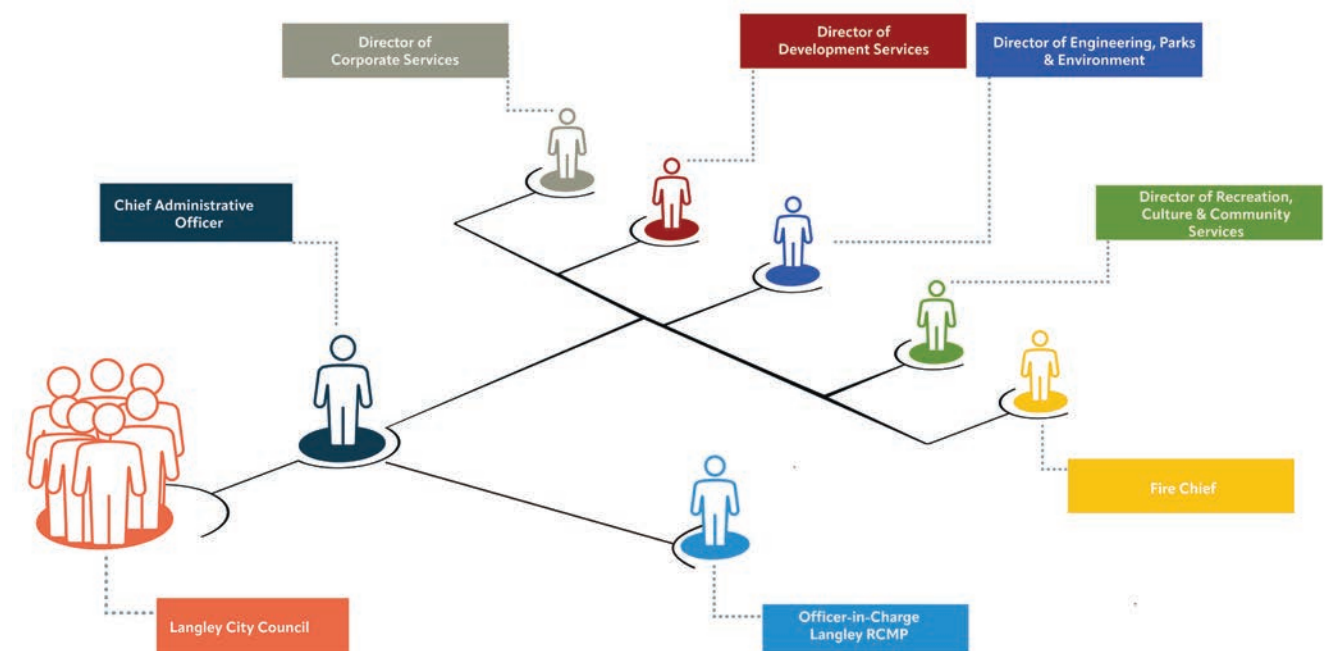 Director of
Corporate Services
Director of
Development Services
Director of Engineering, Parks
& Environment
Chief Administrative
Officer
Director of Recreation,
Culture & Community
Services
Fire Chief
Langley City Council
Officer-in-Charge
Langley RCMP